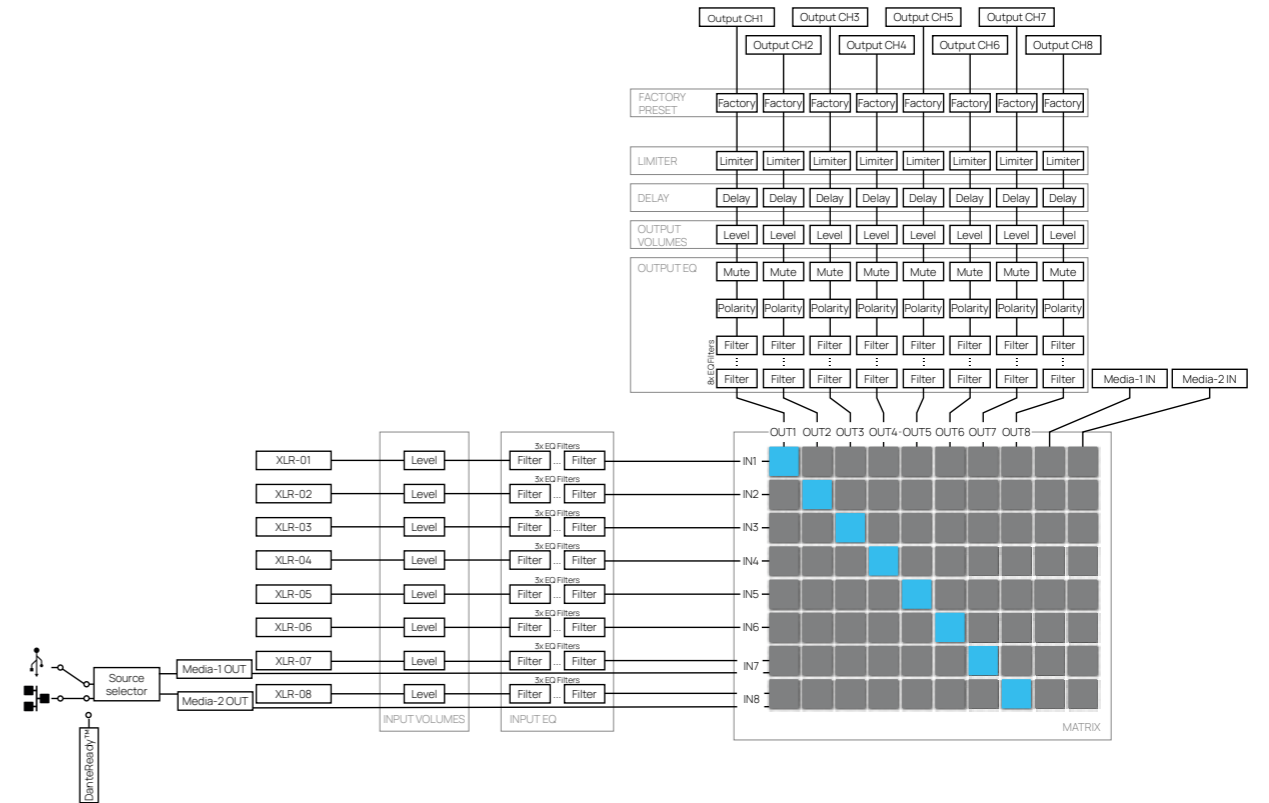 Output CH1 Output CH3 Output CH5 Output CH7
Output CH2 Output CH4 Output CH6 Output CH8
FACTORY
PRESET
Factory Factory Factory Factory Factory Factory Factory Factory
LIMITER Limiter Limiter Limiter Limiter Limiter Limiter Limiter Limiter
DELAY Delay Delay Delay Delay Delay Delay Delay Delay
OUTPUT
VOLUMES
Level Level Level Level Level Level Level Level
OUTPUT EQ Mute Mute Mute Mute Mute Mute Mute Mute
Polarity Polarity Polarity Polarity Polarity Polarity Polarity Polarity
8x EQ Filters
Filter Filter Filter Filter Filter Filter Filter Filter
Filter Filter Filter Filter Filter Filter Filter Filter
Media-1 IN Media-2 IN
OUT1 OUT2 OUT3 OUT4 OUT5 OUT6 OUT7 OUT8
3x EQ Filters
XLR-01 Level Filter ... Filter IN1
3x EQ Filters
XLR-02 Level Filter ... Filter IN2
3x EQ Filters
XLR-03 Level Filter ... Filter IN3
3x EQ Filters
XLR-04 Level Filter ... Filter IN4
3x EQ Filters
XLR-05 Level Filter ... Filter IN5
3x EQ Filters
XLR-06 Level Filter ... Filter IN6
3x EQ Filters
XLR-07 Level Filter ... Filter IN7
Media-1 OUT
Source
selector
3x EQ Filters
XLR-08 Level Filter ... Filter IN8
Media-2 OUT
INPUT VOLUMES INPUT EQ MATRIX
DanteReady™